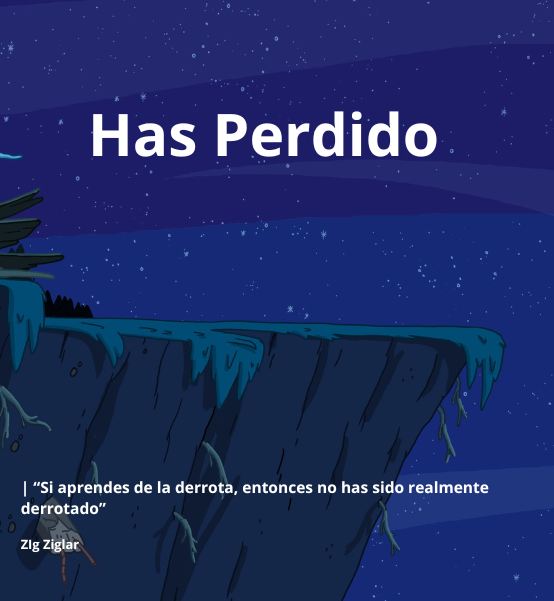 Has Perdido
| “Si aprendes de la derrota, entonces no has sido realmente
derrotado”
ZIg Ziglar